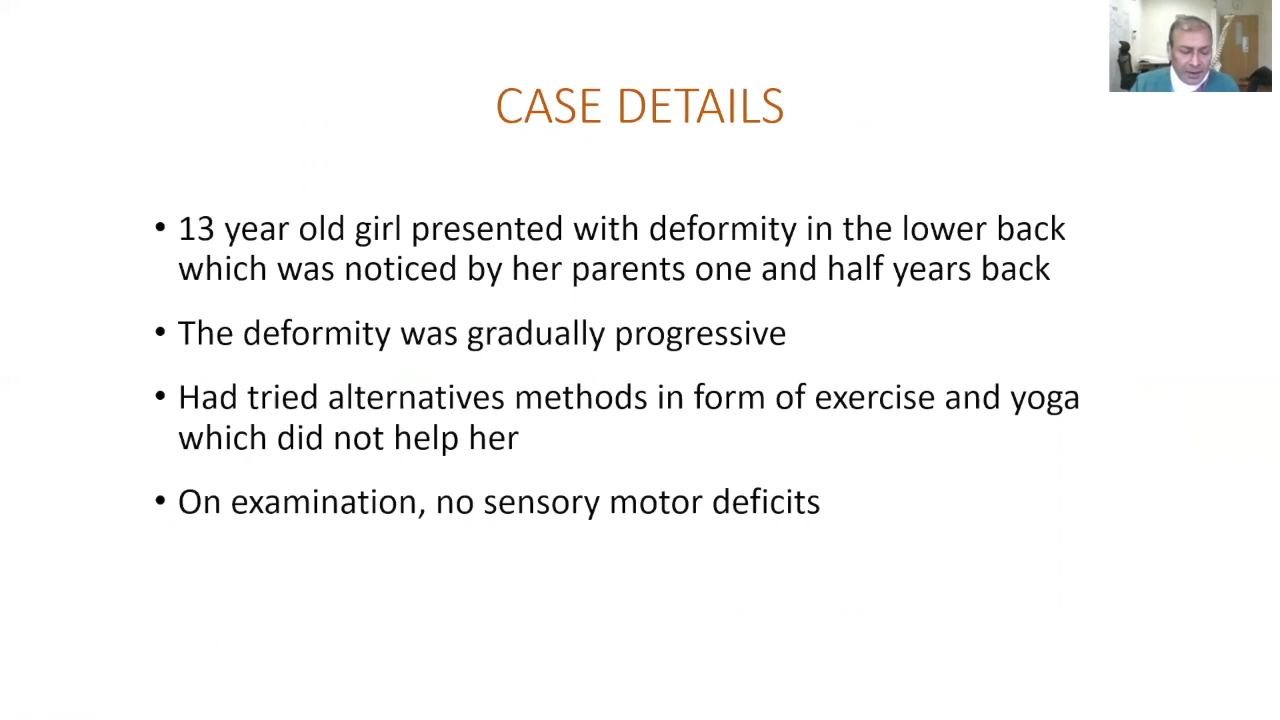 CASE DETAILS
• 13 year old girl presented with deformity in the lower back
which was noticed by her parents one and half years back
• The deformity was gradually progressive
• Had tried alternatives methods in form of exercise and yoga
which did not help her
• On examination, no sensory motor deficits